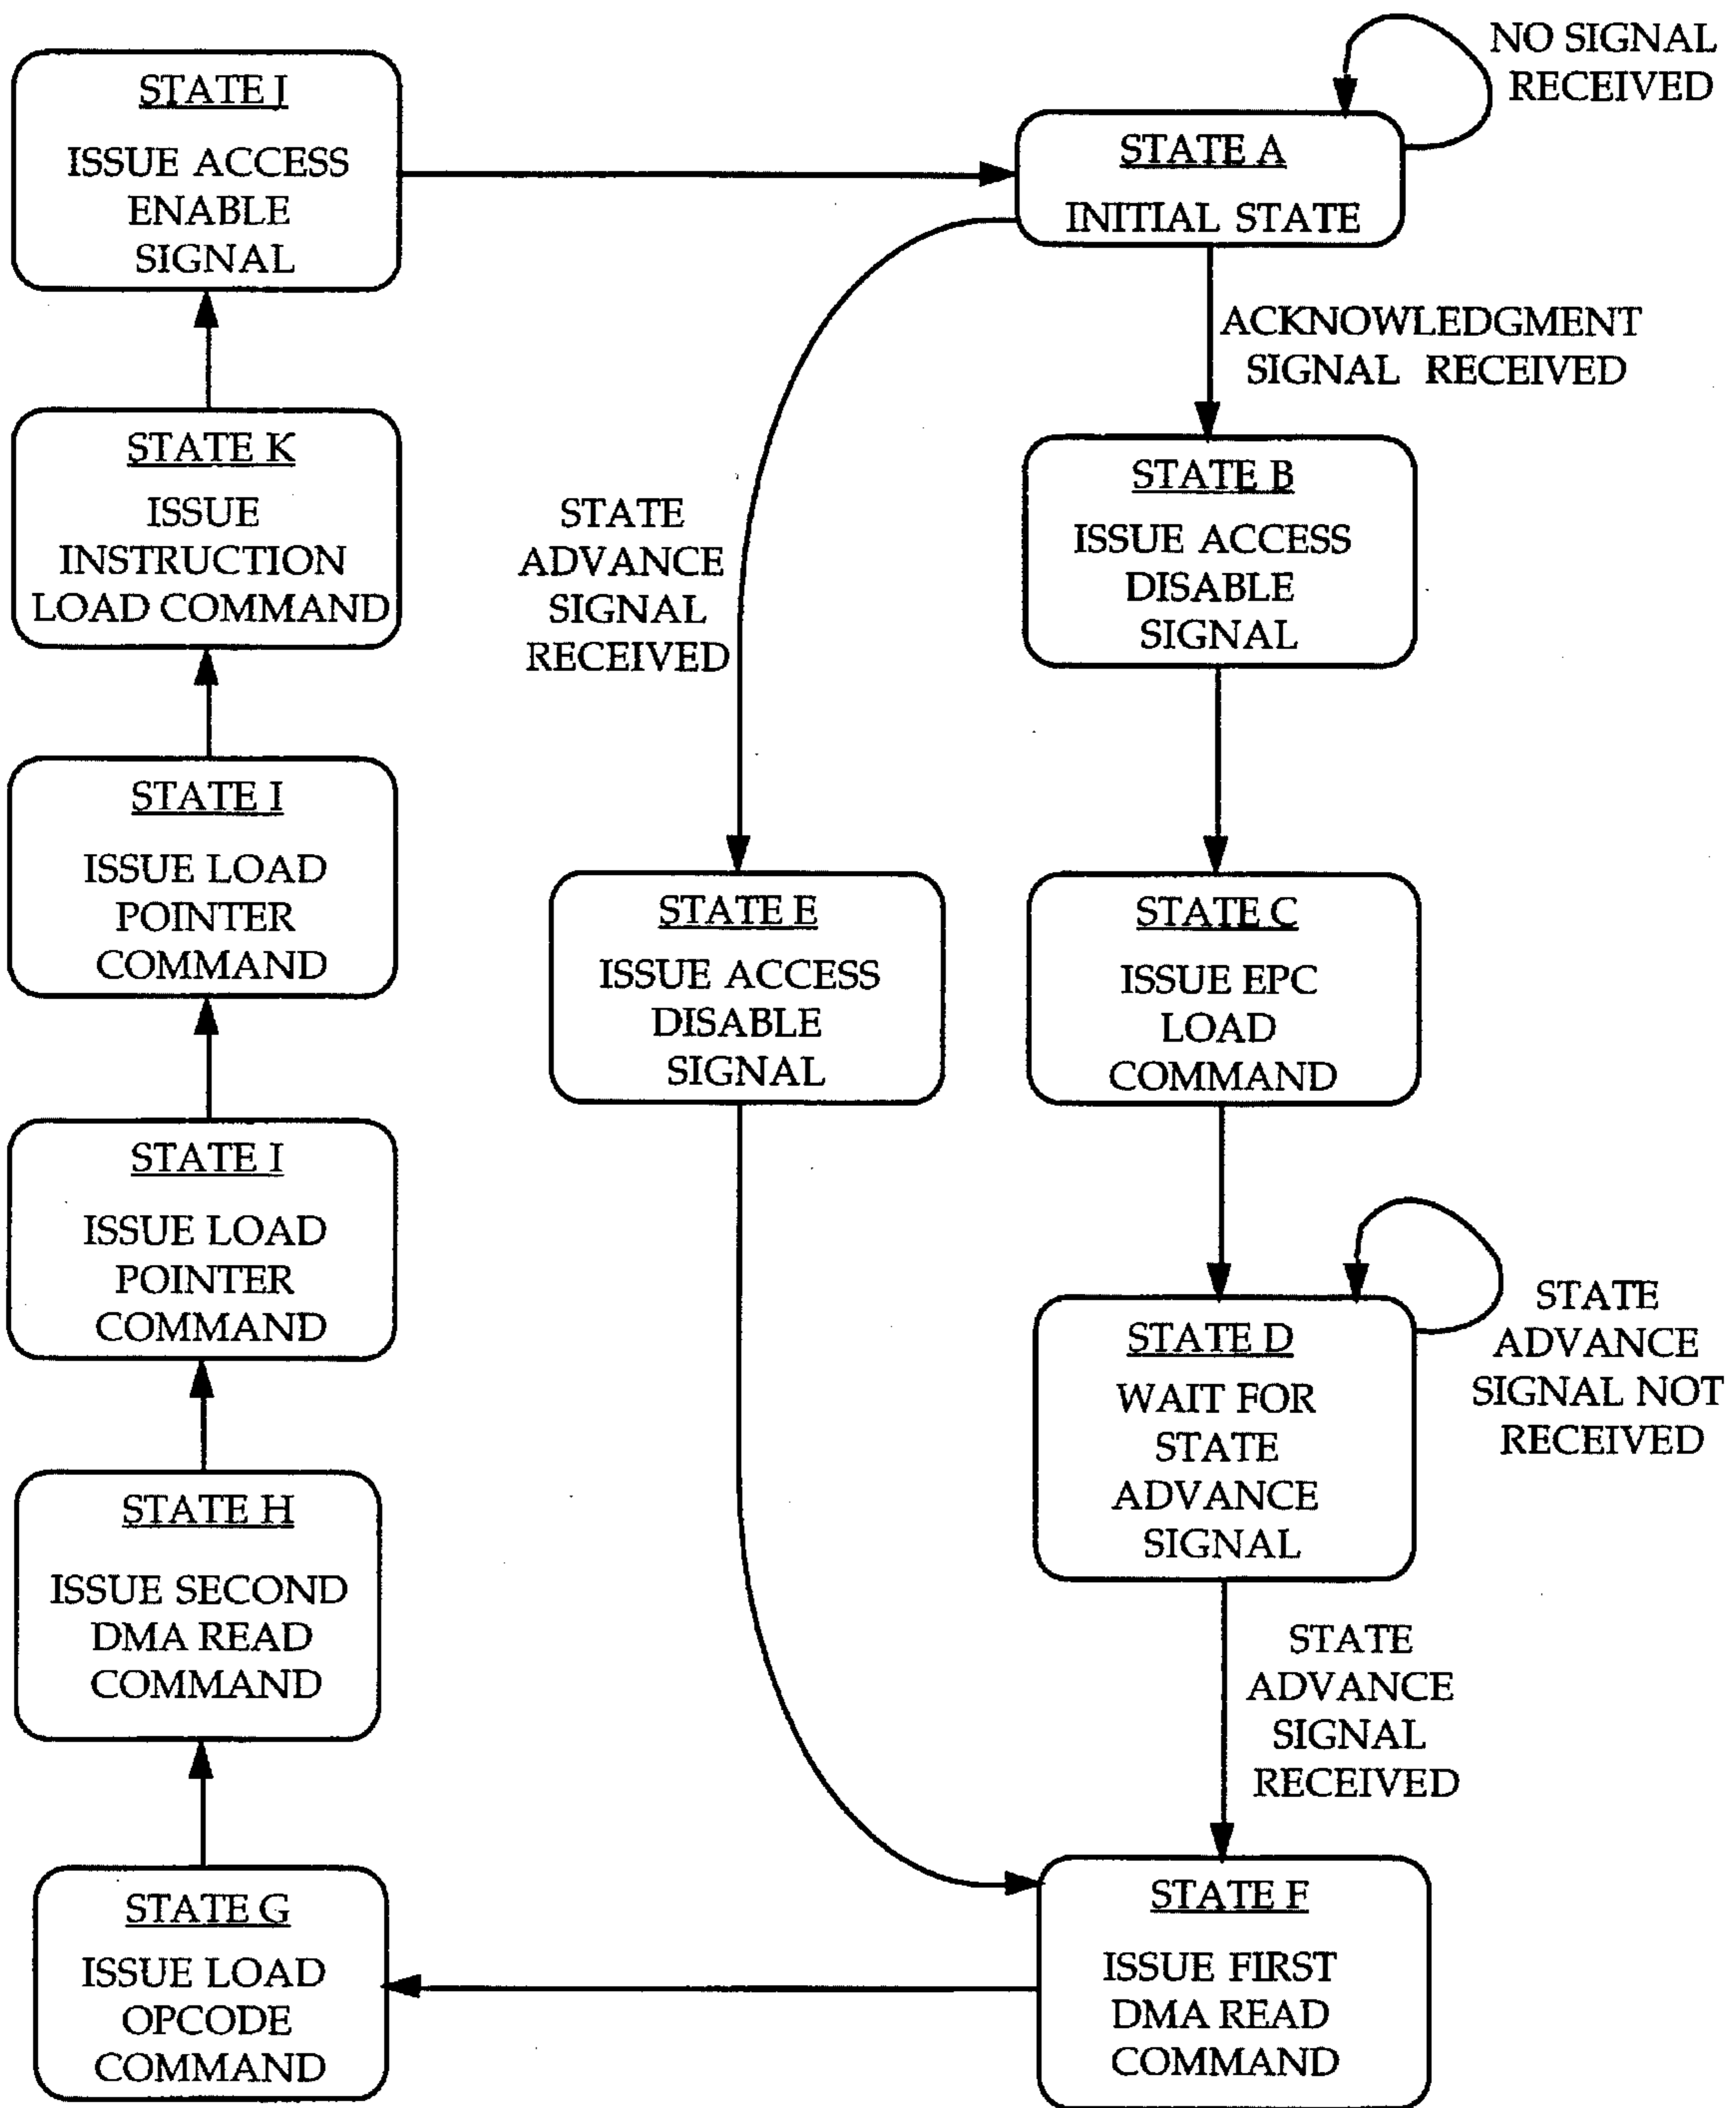 STATE J
ISSUE ACCESS
ENABLE
SIGNAL
NO SIGNAL
RECEIVED
STATE A
INITIAL STATE
ACKNOWLEDGMENT
SIGNAL RECEIVED
STATE K
ISSUE
INSTRUCTION
LOAD COMMAND
STATE
ADVANCE
SIGNAL
RECEIVED
STATE B
ISSUE ACCESS
DISABLE
SIGNAL
STATE I
ISSUE LOAD
POINTER
COMMAND
STATE E
ISSUE ACCESS
DISABLE
SIGNAL
STATE C
ISSUE EPC
LOAD
COMMAND
STATE I
ISSUE LOAD
POINTER
COMMAND
STATE D
WAIT FOR
STATE
ADVANCE
SIGNAL
STATE
ADVANCE
SIGNAL NOT
RECEIVED
STATE H
ISSUE SECOND
DMA READ
COMMAND
STATE
ADVANCE
SIGNAL
RECEIVED
STATE G
ISSUE LOAD
OPCODE
COMMAND
STATE F
ISSUE FIRST
DMA READ
COMMAND